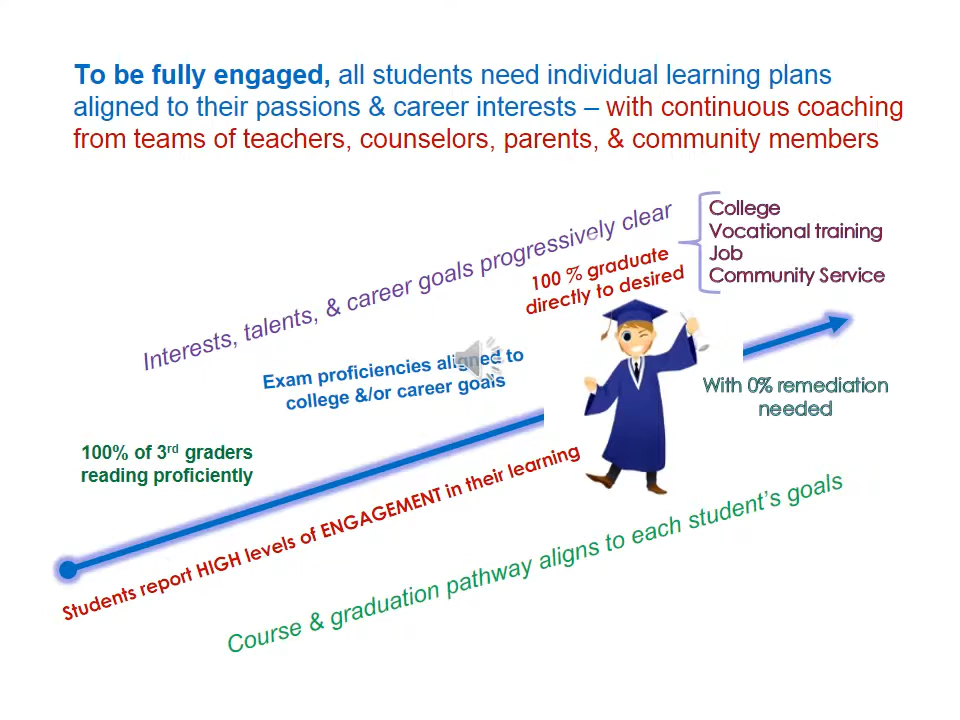 To be fully engaged, all students need individual learning plans
aligned to their passions & career interests – with continuous coaching
from teams of teachers, counselors, parents, & community members
College
Vocational training
Job
Community Service
Interests, talents, & career goals progressively clear
100 % graduate
directly to desired
Exam proficiencies aligned to
college &/or career goals
With 0% remediation
needed
100% of 3rd graders
reading proficiently
Students report HIGH levels of ENGAGEMENT in their learning
Course & graduation pathway aligns to each student’s goals